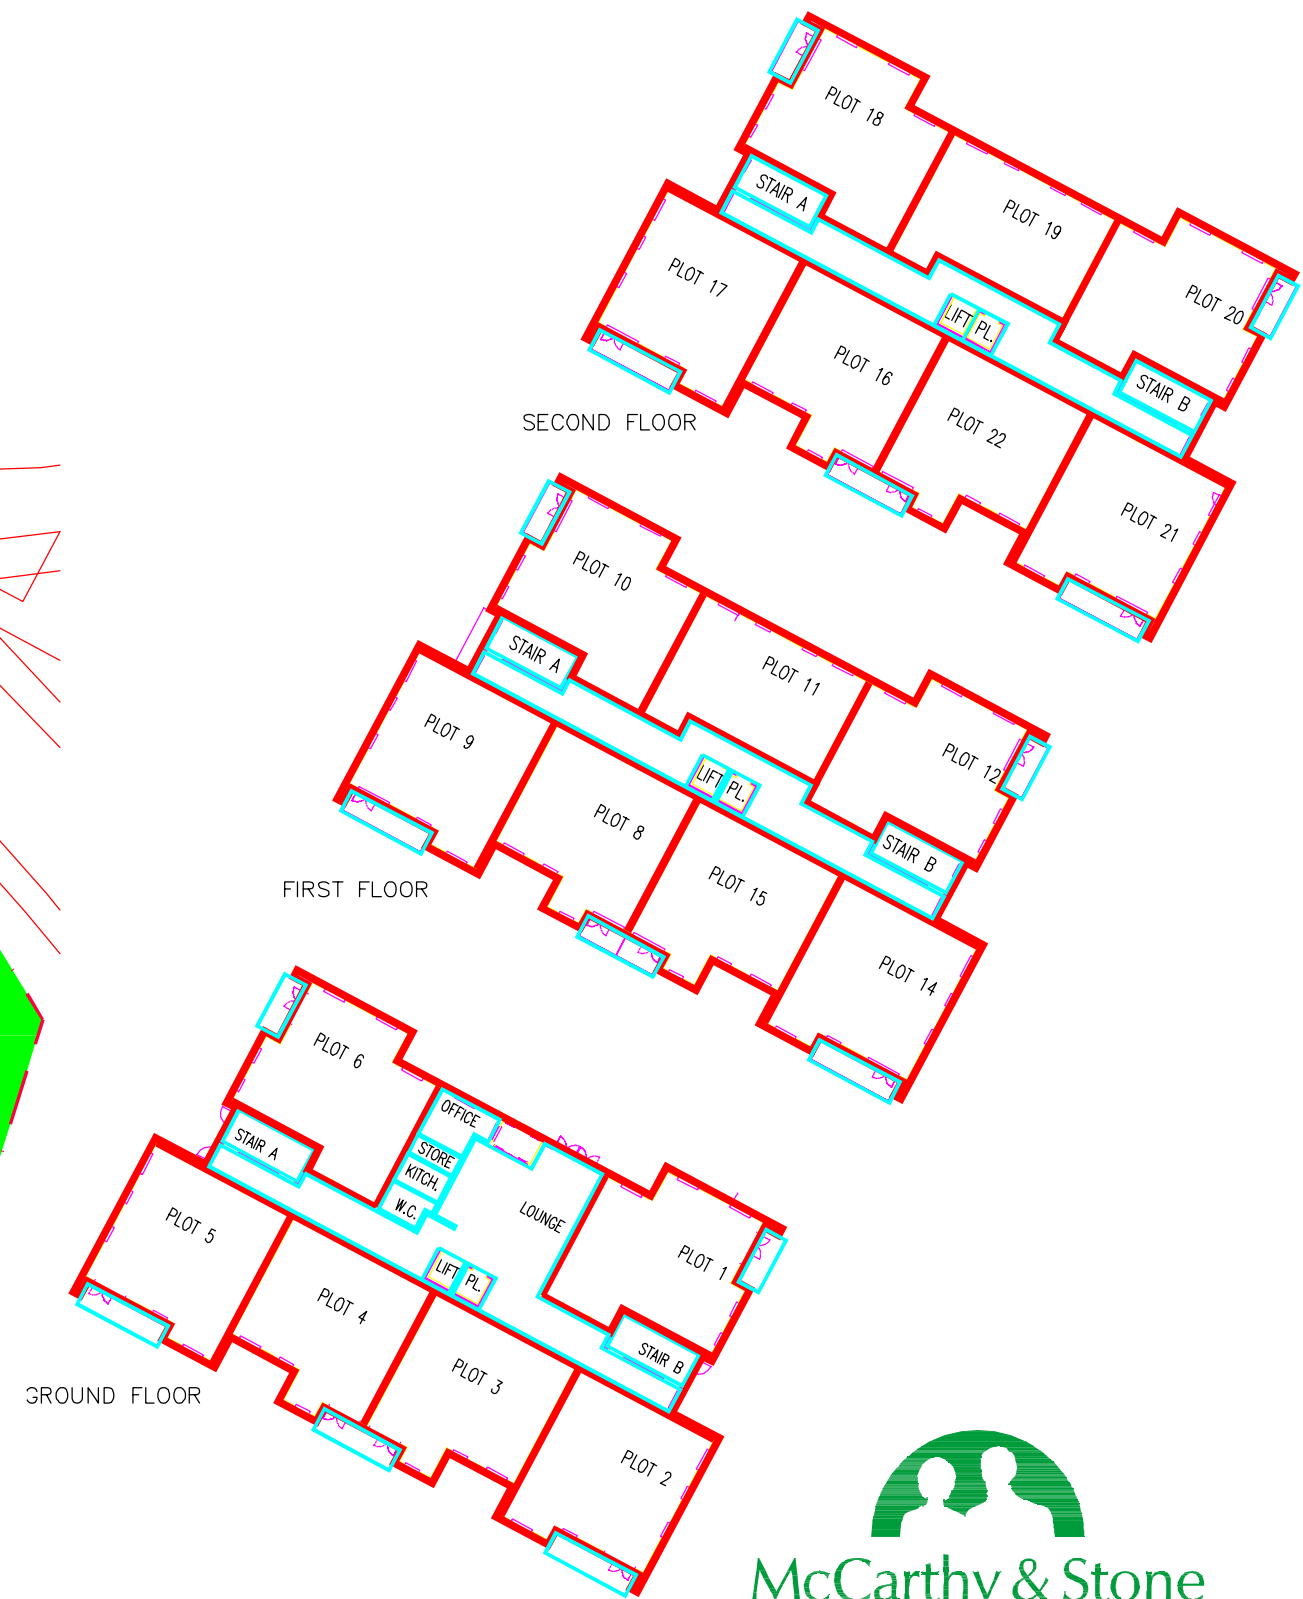 PLOT 18
STAIR A
PLOT 19
PLOT 17
PLOT 20
LIFT
PL.
PLOT 16
STAIR B
PLOT 22
SECOND FLOOR
PLOT 21
PLOT 10
STAIR A
PLOT 11
PLOT 9
PLOT 12
LIFT
PL.
PLOT 8
STAIR B
PLOT 15
FIRST FLOOR
PLOT 14
PLOT 6
OFFICE
STAIR A
STORE
KITCH.
W.C.
LOUNGE
PLOT 5
PLOT 1
LIFT
PL.
PLOT 4
STAIR B
PLOT 3
GROUND FLOOR
PLOT 2
McCarthy & Stone